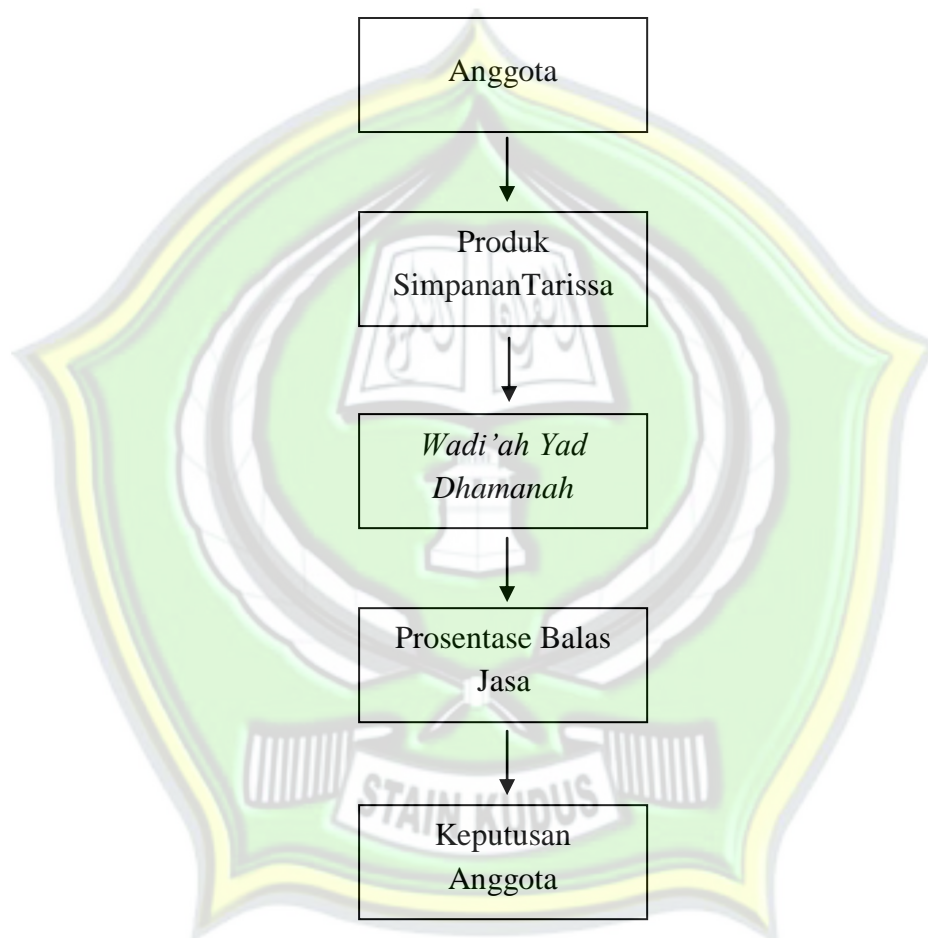 Anggota
Produk
SimpananTarissa
Wadi’ah Yad
Dhamanah
Prosentase Balas
Jasa
STAIN KUDUS
Keputusan
Anggota